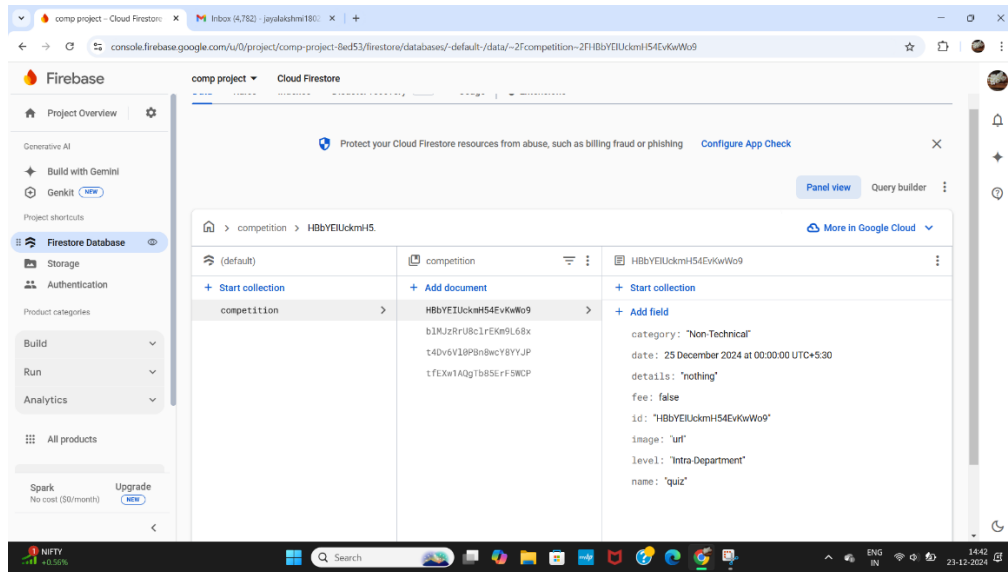 comp project – Cloud Firestore
Inbox (4,782) - jayalakshmi180
console.firebase.google.com/u/0/project/comp-project-8ed53/firestore/databases/-default-/data/~2Fcompetition~2FHBbYEIUckmH54EvKwWo9
Firebase
comp project
Cloud Firestore
Project Overview
Generative AI
Build with Gemini
Genkit NEW
Project shortcuts
Firestore Database
Storage
Authentication
Product categories
Build
Run
Analytics
All products
Spark
No cost ($0/month)
Upgrade
NEW
Protect your Cloud Firestore resources from abuse, such as billing fraud or phishing Configure App Check
Panel view Query builder
competition > HBbYEIUckmH5.
More in Google Cloud
(default)
+ Start collection
competition
competition
+ Add document
HBbYEIUckmH54EvKwWo9
blMJzRrU8clrEKm9L68x
t4Dv6Vl0PBn8wcY8YYJP
tfEXw1AQgTb85ErF5WCP
HBbYEIUckmH54EvKwWo9
+ Start collection
+ Add field
category: "Non-Technical"
date: 25 December 2024 at 00:00:00 UTC+5:30
details: "nothing"
fee: false
id: "HBbYEIUckmH54EvKwWo9"
image: "url"
level: "Intra-Department"
name: "quiz"
1
NIFTY
+0.56%
Search
ENG
IN
14:42
23-12-2024